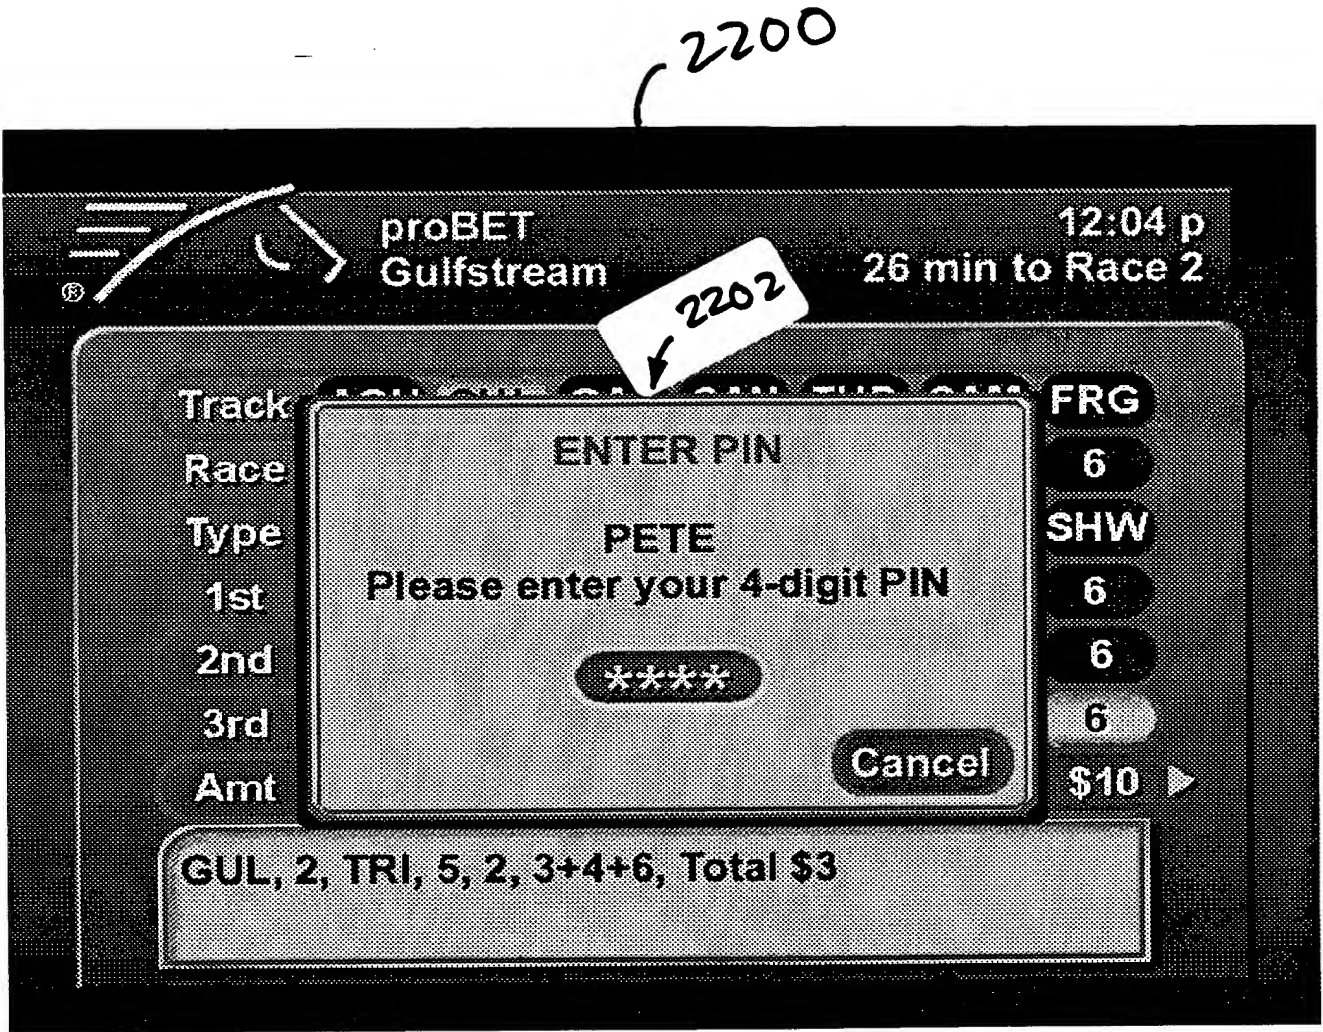 2200
proBET
Gulfstream
12:04 p
26 min to Race 2
®
2202
Track FRG
Race 6
Type SHW
1st 6
2nd 6
3rd 6
Amt $10
ENTER PIN
PETE
Please enter your 4-digit PIN
****
Cancel
GUL, 2, TRI, 5, 2, 3+4+6, Total $3